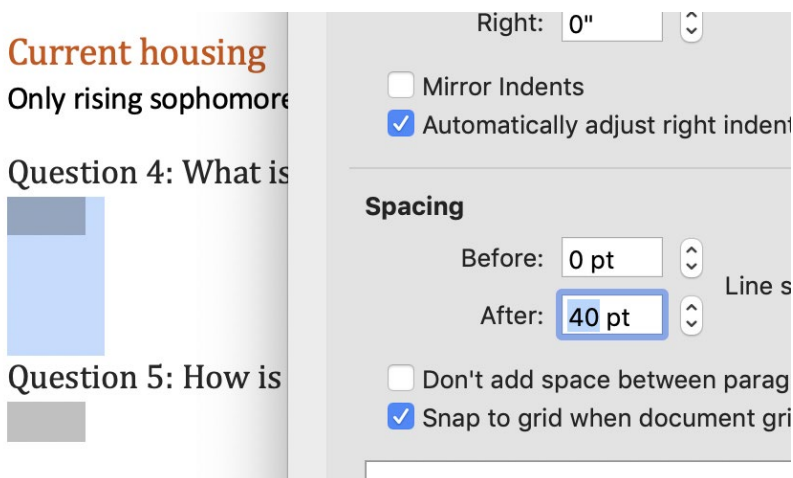 Right: 0"
Current housing
Mirror Indents
Only rising sophomore
Automatically adjust right indent
Question 4: What is
Spacing
Before: 0 pt
Line s
After: 40 pt
Question 5: How is
Don't add space between parag
Snap to grid when document gri